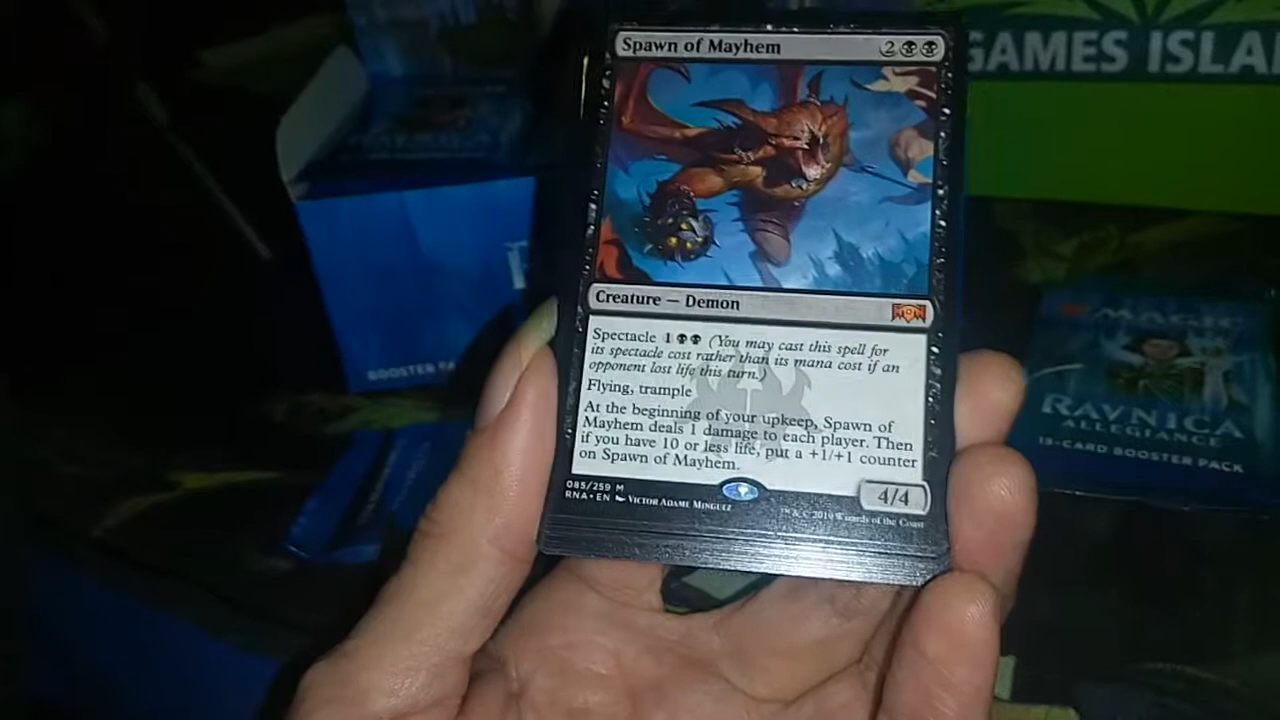 Spawn of Mayhem 2
GAMES ISLA
Creature — Demon
Spectacle 1 (You may cast this spell for
its spectacle cost rather than its mana cost if an
opponent lost life this turn.)
Flying, trample
At the beginning of your upkeep, Spawn of
Mayhem deals 1 damage to each player. Then
if you have 10 or less life, put a +1/+1 counter
on Spawn of Mayhem.
085/259 M
RNA • EN Victor Adame Minguez
4/4
™ & © 2019 Wizards of the Coast
BOOSTER PA
MAGIC
RAVNICA
ALLEGIANCE
15-CARD BOOSTER PACK